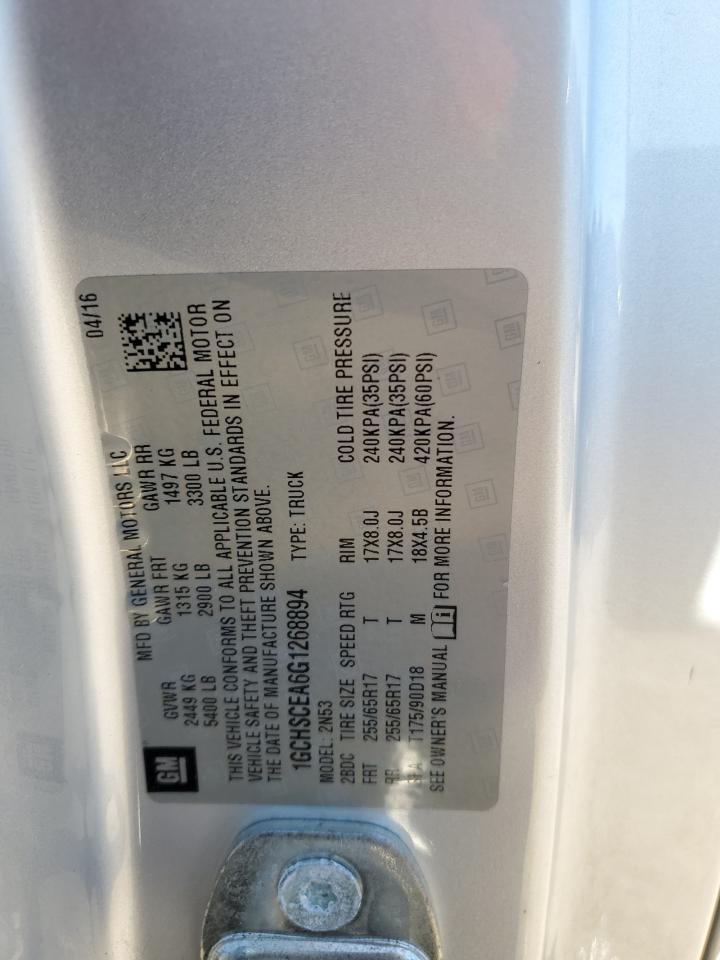 GM
MFD BY GENERAL MOTORS LLC 04/16
GVWR GAWR FRT GAWR RR
2449 KG 1315 KG 1497 KG
5400 LB 2900 LB 3300 LB
THIS VEHICLE CONFORMS TO ALL APPLICABLE U.S. FEDERAL MOTOR
VEHICLE SAFETY AND THEFT PREVENTION STANDARDS IN EFFECT ON
THE DATE OF MANUFACTURE SHOWN ABOVE.
1GCHSCEA6G1268894 TYPE: TRUCK
MODEL: 2N53
2BDC TIRE SIZE SPEED RTG RIM COLD TIRE PRESSURE
FRT 255/65R17 T 17X8.0J 240KPA(35PSI)
RR 255/65R17 T 17X8.0J 240KPA(35PSI)
T175/90D18 M 18X4.5B 420KPA(60PSI)
SEE OWNER'S MANUAL i FOR MORE INFORMATION.